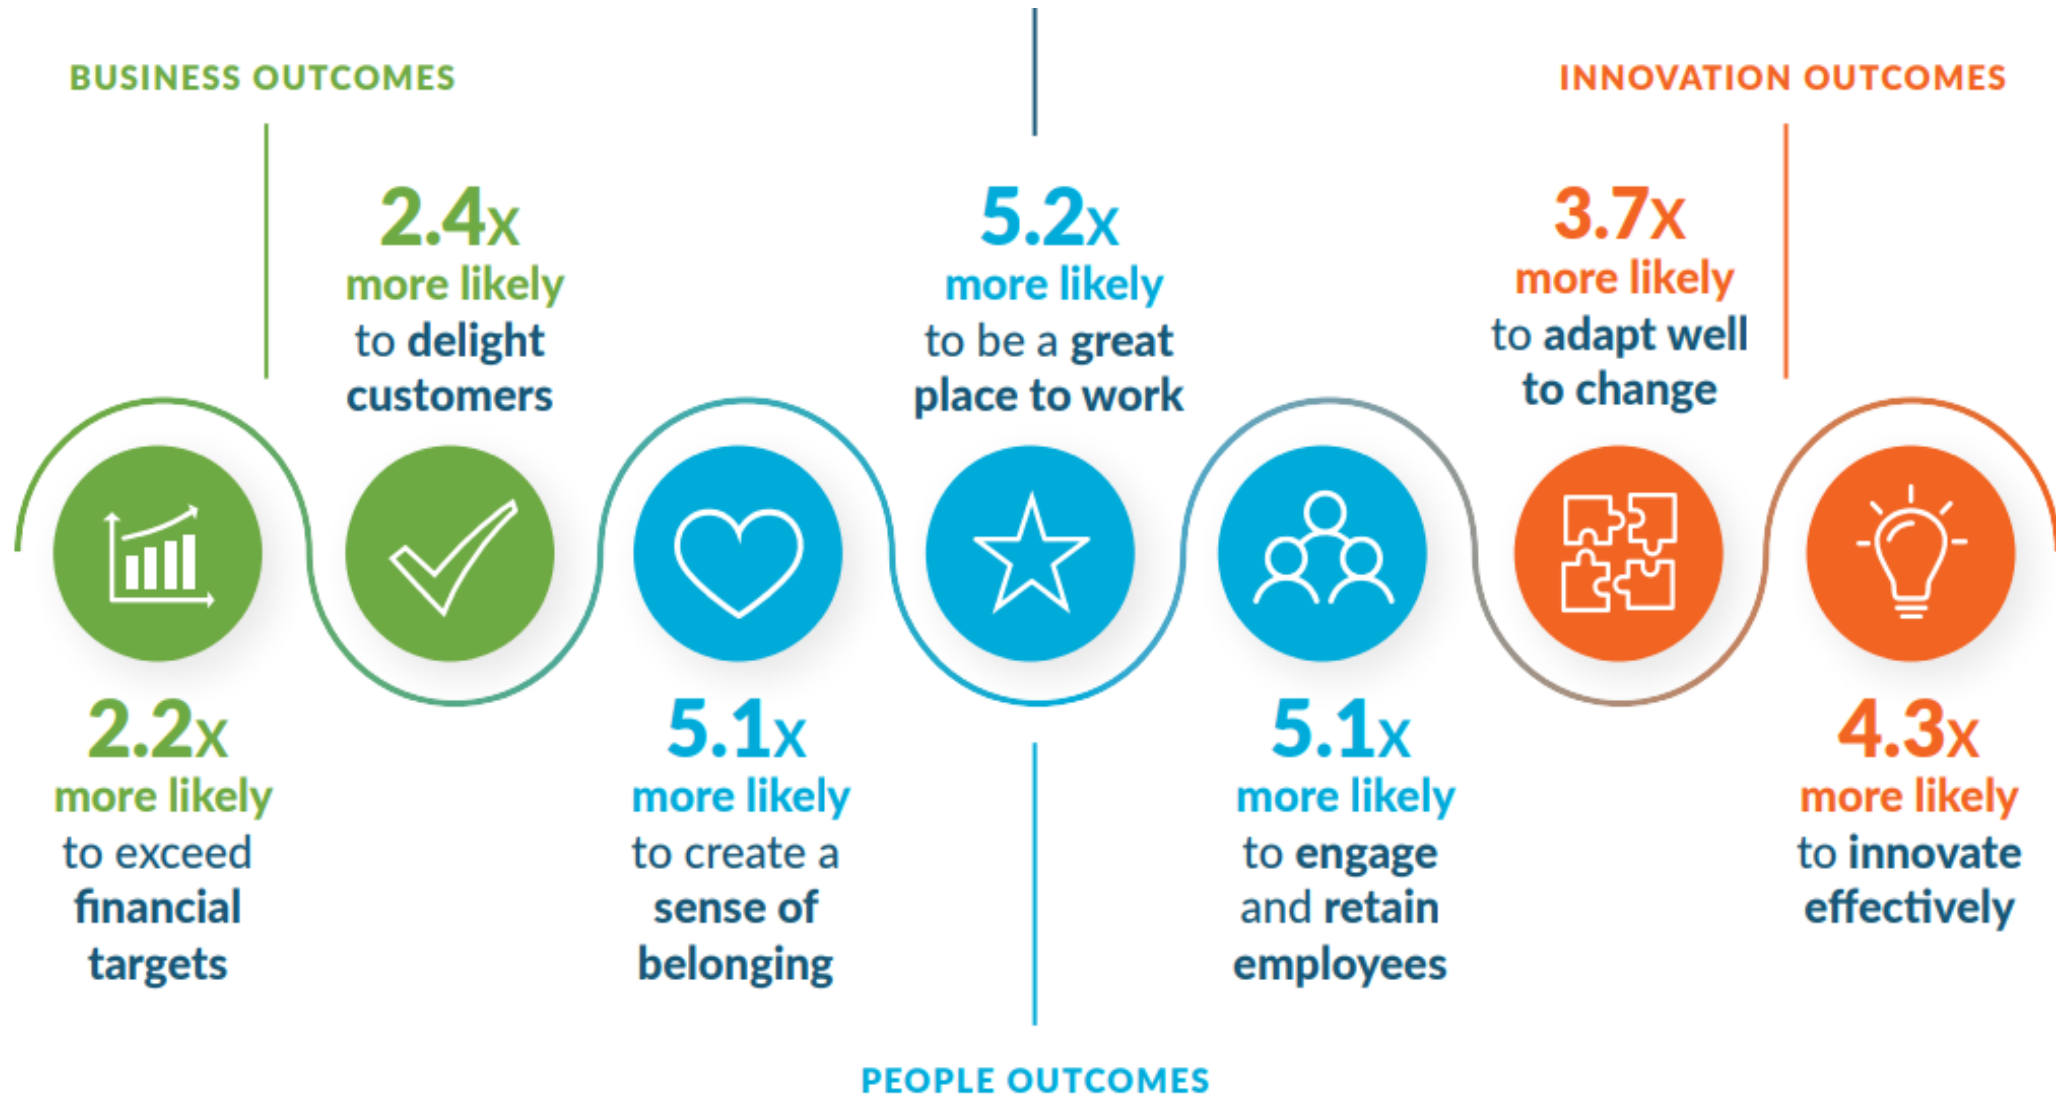 BUSINESS OUTCOMES
INNOVATION OUTCOMES
2.2x
more likely
to exceed
financial
targets
2.4x
more likely
to delight
customers
5.1x
more likely
to create a
sense of
belonging
5.2x
more likely
to be a great
place to work
5.1x
more likely
to engage
and retain
employees
3.7x
more likely
to adapt well
to change
4.3x
more likely
to innovate
effectively
PEOPLE OUTCOMES